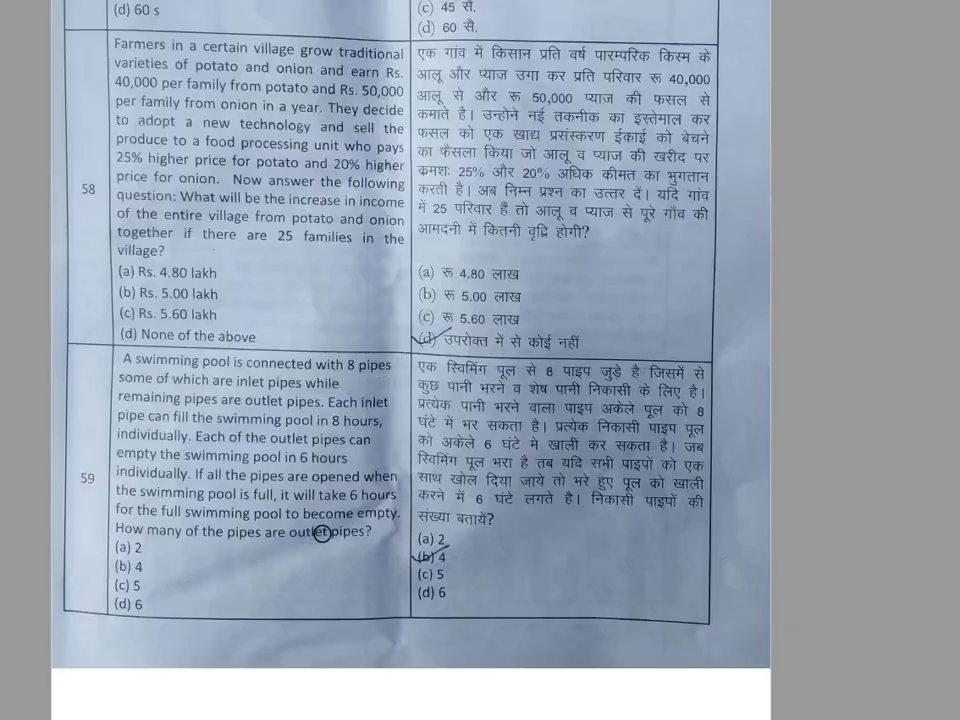 (d) 60 s
(c) 45 सै.
(d) 60 सै.
58
Farmers in a certain village grow traditional
varieties of potato and onion and earn Rs.
40,000 per family from potato and Rs. 50,000
per family from onion in a year. They decide
to adopt a new technology and sell the
produce to a food processing unit who pays
25% higher price for potato and 20% higher
price for onion. Now answer the following
question: What will be the increase in income
of the entire village from potato and onion
together if there are 25 families in the
village?
(a) Rs. 4.80 lakh
(b) Rs. 5.00 lakh
(c) Rs. 5.60 lakh
(d) None of the above
एक गांव में किसान प्रति वर्ष पारम्परिक किस्म के
आलू और प्याज उगा कर प्रति परिवार रू 40,000
आलू से और रू 50,000 प्याज की फसल से
कमाते है। उन्होने नई तकनीक का इस्तेमाल कर
फसल को एक खाद्य प्रसंस्करण ईकाई को बेचने
का फैसला किया जो आलू व प्याज की खरीद पर
क्रमशः 25% और 20% अधिक कीमत का भुगतान
करती है। अब निम्न प्रश्न का उत्तर दें। यदि गांव
में 25 परिवार हैं तो आलू व प्याज से पूरे गाँव की
आमदनी में कितनी वृद्वि होगी?
(a) रू 4.80 लाख
(b) रू 5.00 लाख
(c) रू 5.60 लाख
(d) उपरोक्त में से कोई नहीं
59
A swimming pool is connected with 8 pipes
some of which are inlet pipes while
remaining pipes are outlet pipes. Each inlet
pipe can fill the swimming pool in 8 hours,
individually. Each of the outlet pipes can
empty the swimming pool in 6 hours
individually. If all the pipes are opened when
the swimming pool is full, it will take 6 hours
for the full swimming pool to become empty.
How many of the pipes are outlet pipes?
(a) 2
(b) 4
(c) 5
(d) 6
एक स्विमिंग पूल से 8 पाइप जुड़े है जिसमें से
कुछ पानी भरने व शेष पानी निकासी के लिए है।
प्रत्येक पानी भरने वाला पाइप अकेले पूल को 8
घंटे में भर सकता है। प्रत्येक निकासी पाइप पूल
को अकेले 6 घंटे मे खाली कर सकता है। जब
स्विमिंग पूल भरा है तब यदि सभी पाइपों को एक
साथ खोल दिया जाये तो भरे हुए पूल को खाली
करने में 6 घंटे लगते है। निकासी पाइपों की
संख्या बतायें?
(a) 2
(b) 4
(c) 5
(d) 6